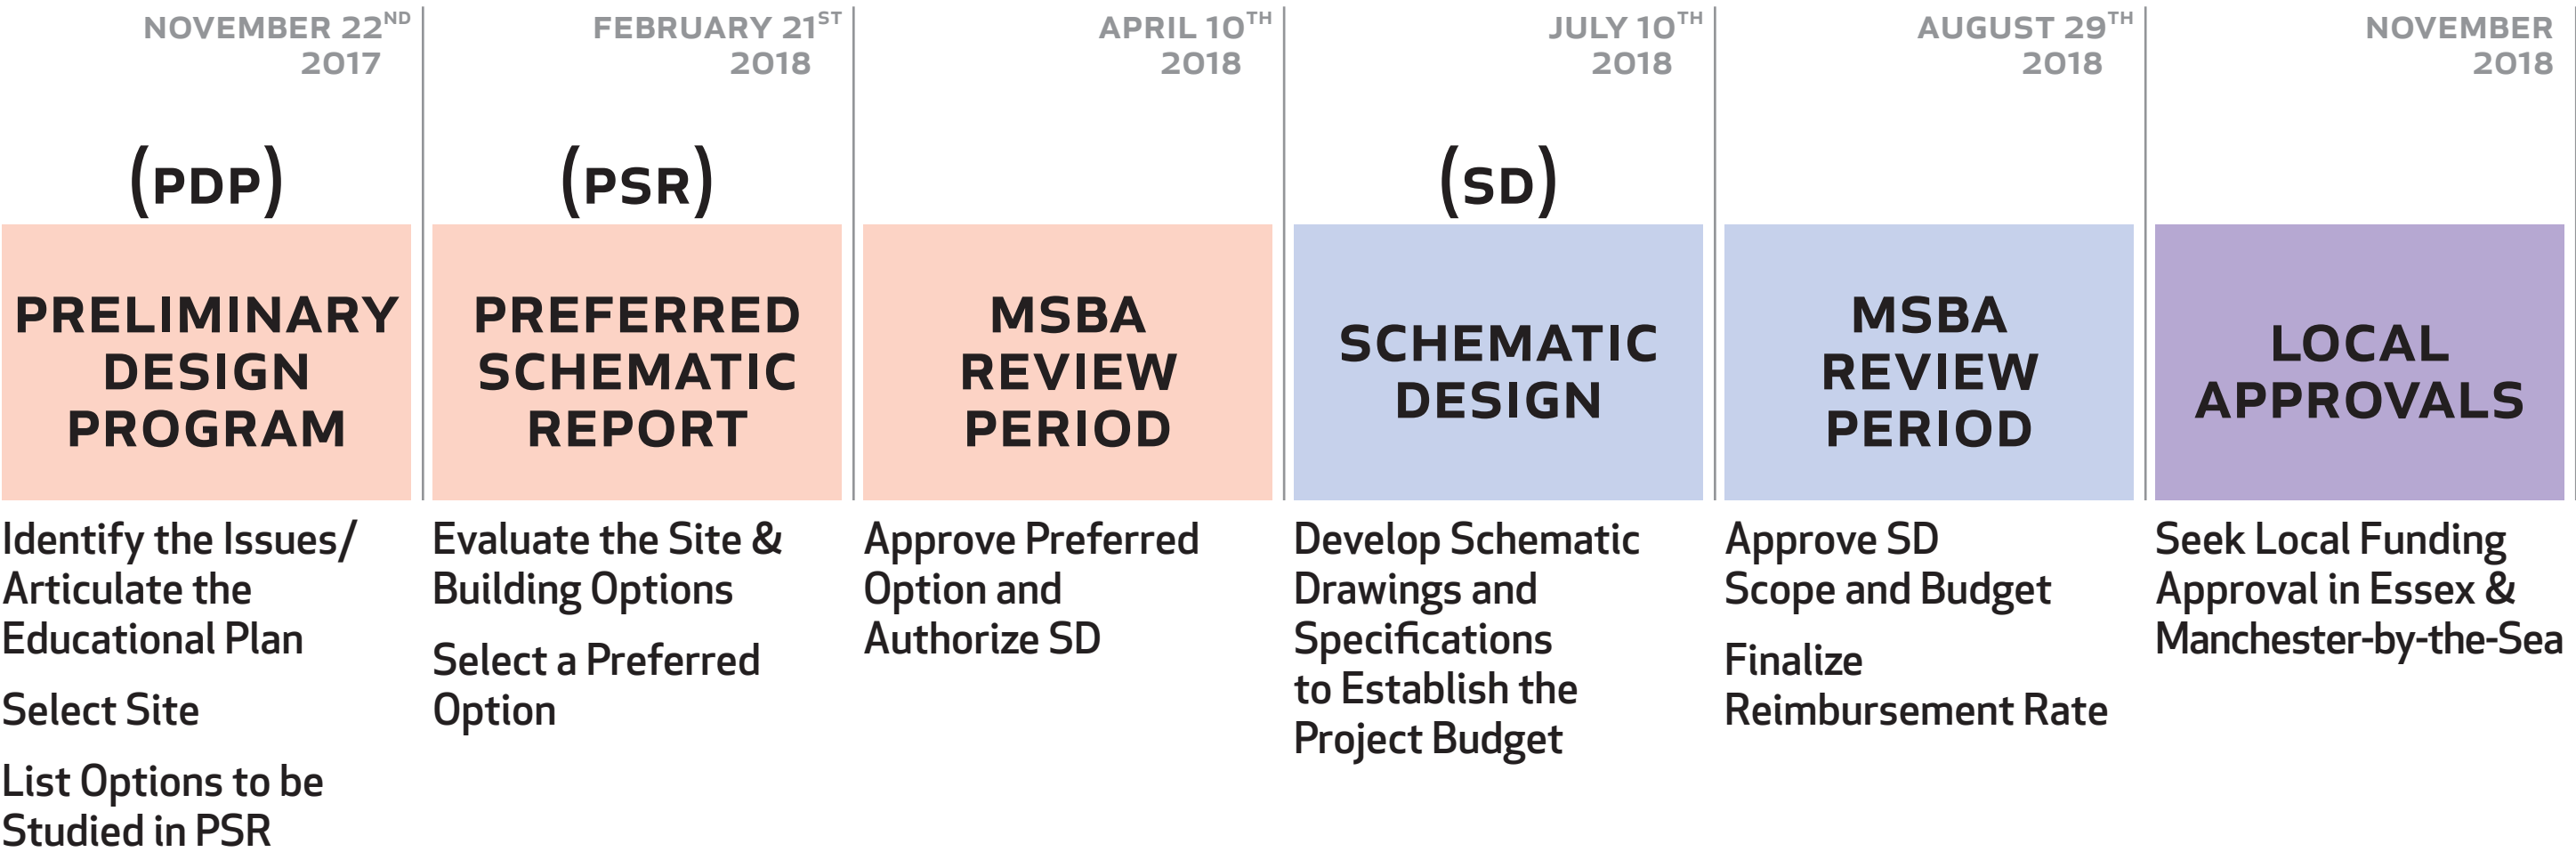 NOVEMBER 22ND
2017
FEBRUARY 21ST
2018
APRIL 10TH
2018
JULY 10TH
2018
AUGUST 29TH
2018
NOVEMBER
2018
(PDP)
(PSR)
(SD)
PRELIMINARY
DESIGN
PROGRAM
PREFERRED
SCHEMATIC
REPORT
MSBA
REVIEW
PERIOD
SCHEMATIC
DESIGN
MSBA
REVIEW
PERIOD
LOCAL
APPROVALS
Identify the Issues/
Articulate the
Educational Plan
Select Site
List Options to be
Studied in PSR
Evaluate the Site &
Building Options
Select a Preferred
Option
Approve Preferred
Option and
Authorize SD
Develop Schematic
Drawings and
Specifications
to Establish the
Project Budget
Approve SD
Scope and Budget
Finalize
Reimbursement Rate
Seek Local Funding
Approval in Essex &
Manchester-by-the-Sea